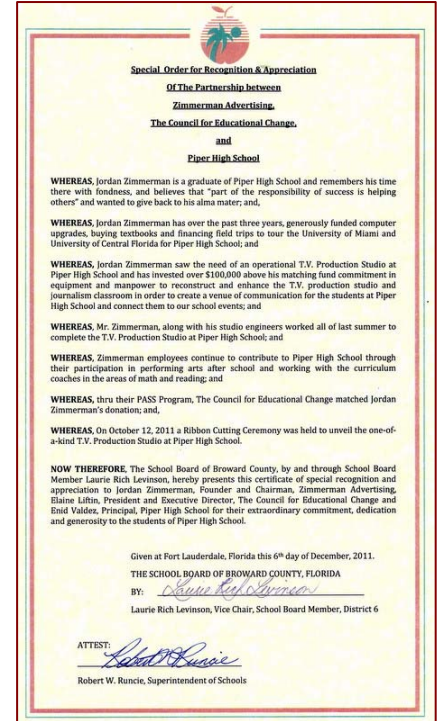 Special Order for Recognition & Appreciation
Of The Partnership between
Zimmerman Advertising,
The Council for Educational Change,
and
Piper High School
WHEREAS, Jordan Zimmerman is a graduate of Piper High School and remembers his time
there with fondness, and believes that "part of the responsibility of success is helping
others" and wanted to give back to his alma mater; and,
WHEREAS, Jordan Zimmerman has over the past three years, generously funded computer
upgrades, buying textbooks and financing field trips to tour the University of Miami and
University of Central Florida for Piper High School; and
WHEREAS, Jordan Zimmerman saw the need of an operational T.V. Production Studio at
Piper High School and has invested over $100,000 above his matching fund commitment in
equipment and manpower to reconstruct and enhance the T.V. production studio and
journalism classroom in order to create a venue of communication for the students at Piper
High School and connect them to our school events; and
WHEREAS, Mr. Zimmerman, along with his studio engineers worked all of last summer to
complete the T.V. Production Studio at Piper High School; and
WHEREAS, Zimmerman employees continue to contribute to Piper High School through
their participation in performing arts after school and working with the curriculum
coaches in the areas of math and reading; and
WHEREAS, thru their PASS Program, The Council for Educational Change matched Jordan
Zimmerman's donation; and,
WHEREAS, On October 12, 2011 a Ribbon Cutting Ceremony was held to unveil the one-of-
a-kind T.V. Production Studio at Piper High School.
NOW THEREFORE, The School Board of Broward County, by and through School Board
Member Laurie Rich Levinson, hereby presents this certificate of special recognition and
appreciation to Jordan Zimmerman, Founder and Chairman, Zimmerman Advertising,
Elaine Liftin, President and Executive Director, The Council for Educational Change and
Enid Valdez, Principal, Piper High School for their extraordinary commitment, dedication
and generosity to the students of Piper High School.
Given at Fort Lauderdale, Florida this 6th day of December, 2011.
THE SCHOOL BOARD OF BROWARD COUNTY, FLORIDA
BY: Laurie Rich Levinson
Laurie Rich Levinson, Vice Chair, School Board Member, District 6
ATTEST:
Robert W Runcie
Robert W. Runcie, Superintendent of Schools